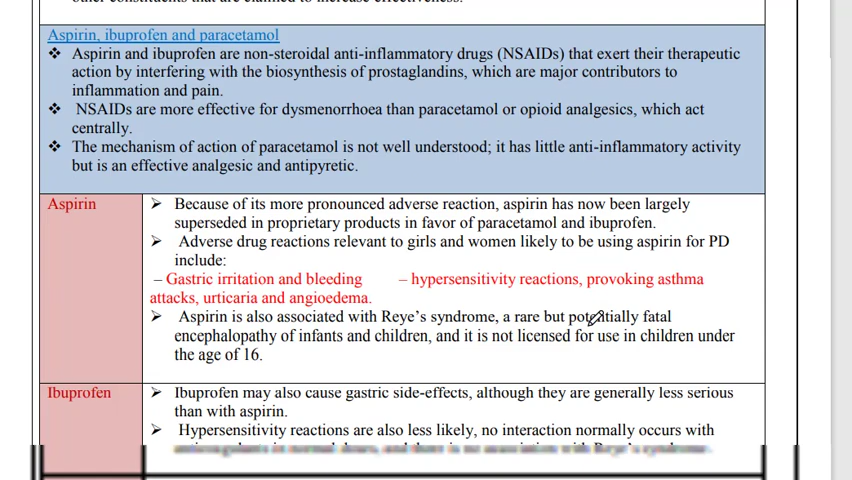 Aspirin, ibuprofen and paracetamol
❖ Aspirin and ibuprofen are non-steroidal anti-inflammatory drugs (NSAIDs) that exert their therapeutic
action by interfering with the biosynthesis of prostaglandins, which are major contributors to
inflammation and pain.
❖ NSAIDs are more effective for dysmenorrhoea than paracetamol or opioid analgesics, which act
centrally.
❖ The mechanism of action of paracetamol is not well understood; it has little anti-inflammatory activity
but is an effective analgesic and antipyretic.
Aspirin
➢ Because of its more pronounced adverse reaction, aspirin has now been largely
superseded in proprietary products in favor of paracetamol and ibuprofen.
➢ Adverse drug reactions relevant to girls and women likely to be using aspirin for PD
include:
– Gastric irritation and bleeding – hypersensitivity reactions, provoking asthma
attacks, urticaria and angioedema.
➢ Aspirin is also associated with Reye’s syndrome, a rare but potentially fatal
encephalopathy of infants and children, and it is not licensed for use in children under
the age of 16.
Ibuprofen
➢ Ibuprofen may also cause gastric side-effects, although they are generally less serious
than with aspirin.
➢ Hypersensitivity reactions are also less likely, no interaction normally occurs with